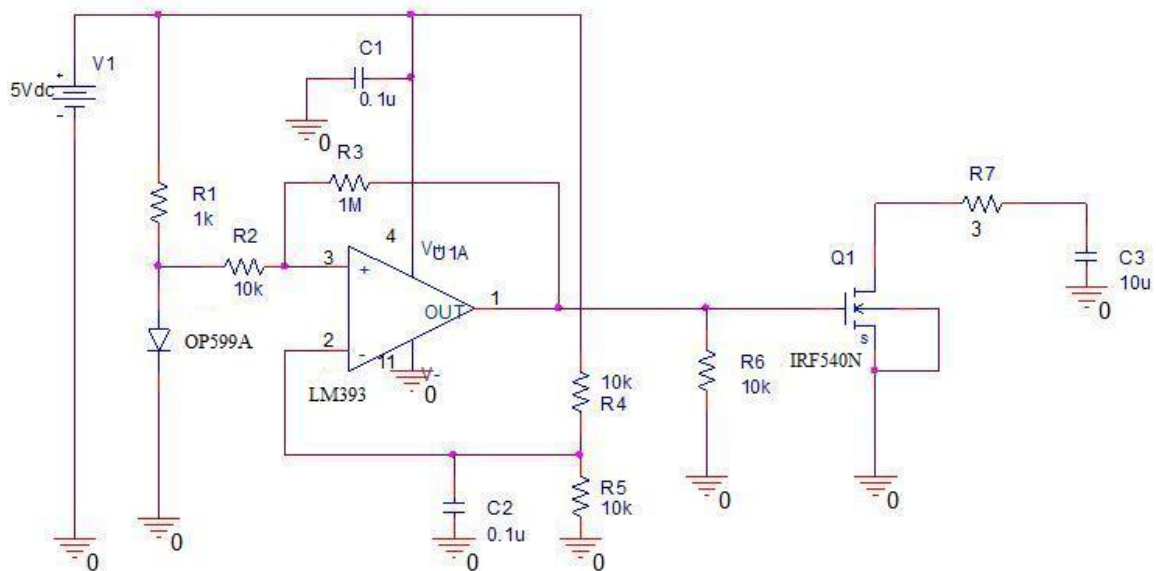 C1
V1
+
5Vdc
-
0.1u
0
R3
R7
R1
1k
1M
4
3
R2
3
V+
U1A
Q1
C3
10k
+
1
10u
OUT
0
OP599A
2
-
s
R6
IRF540N
11
V-
10k
10k
LM393
0
R4
0
0
R5
C2
10k
0
0.1u
0
0
0